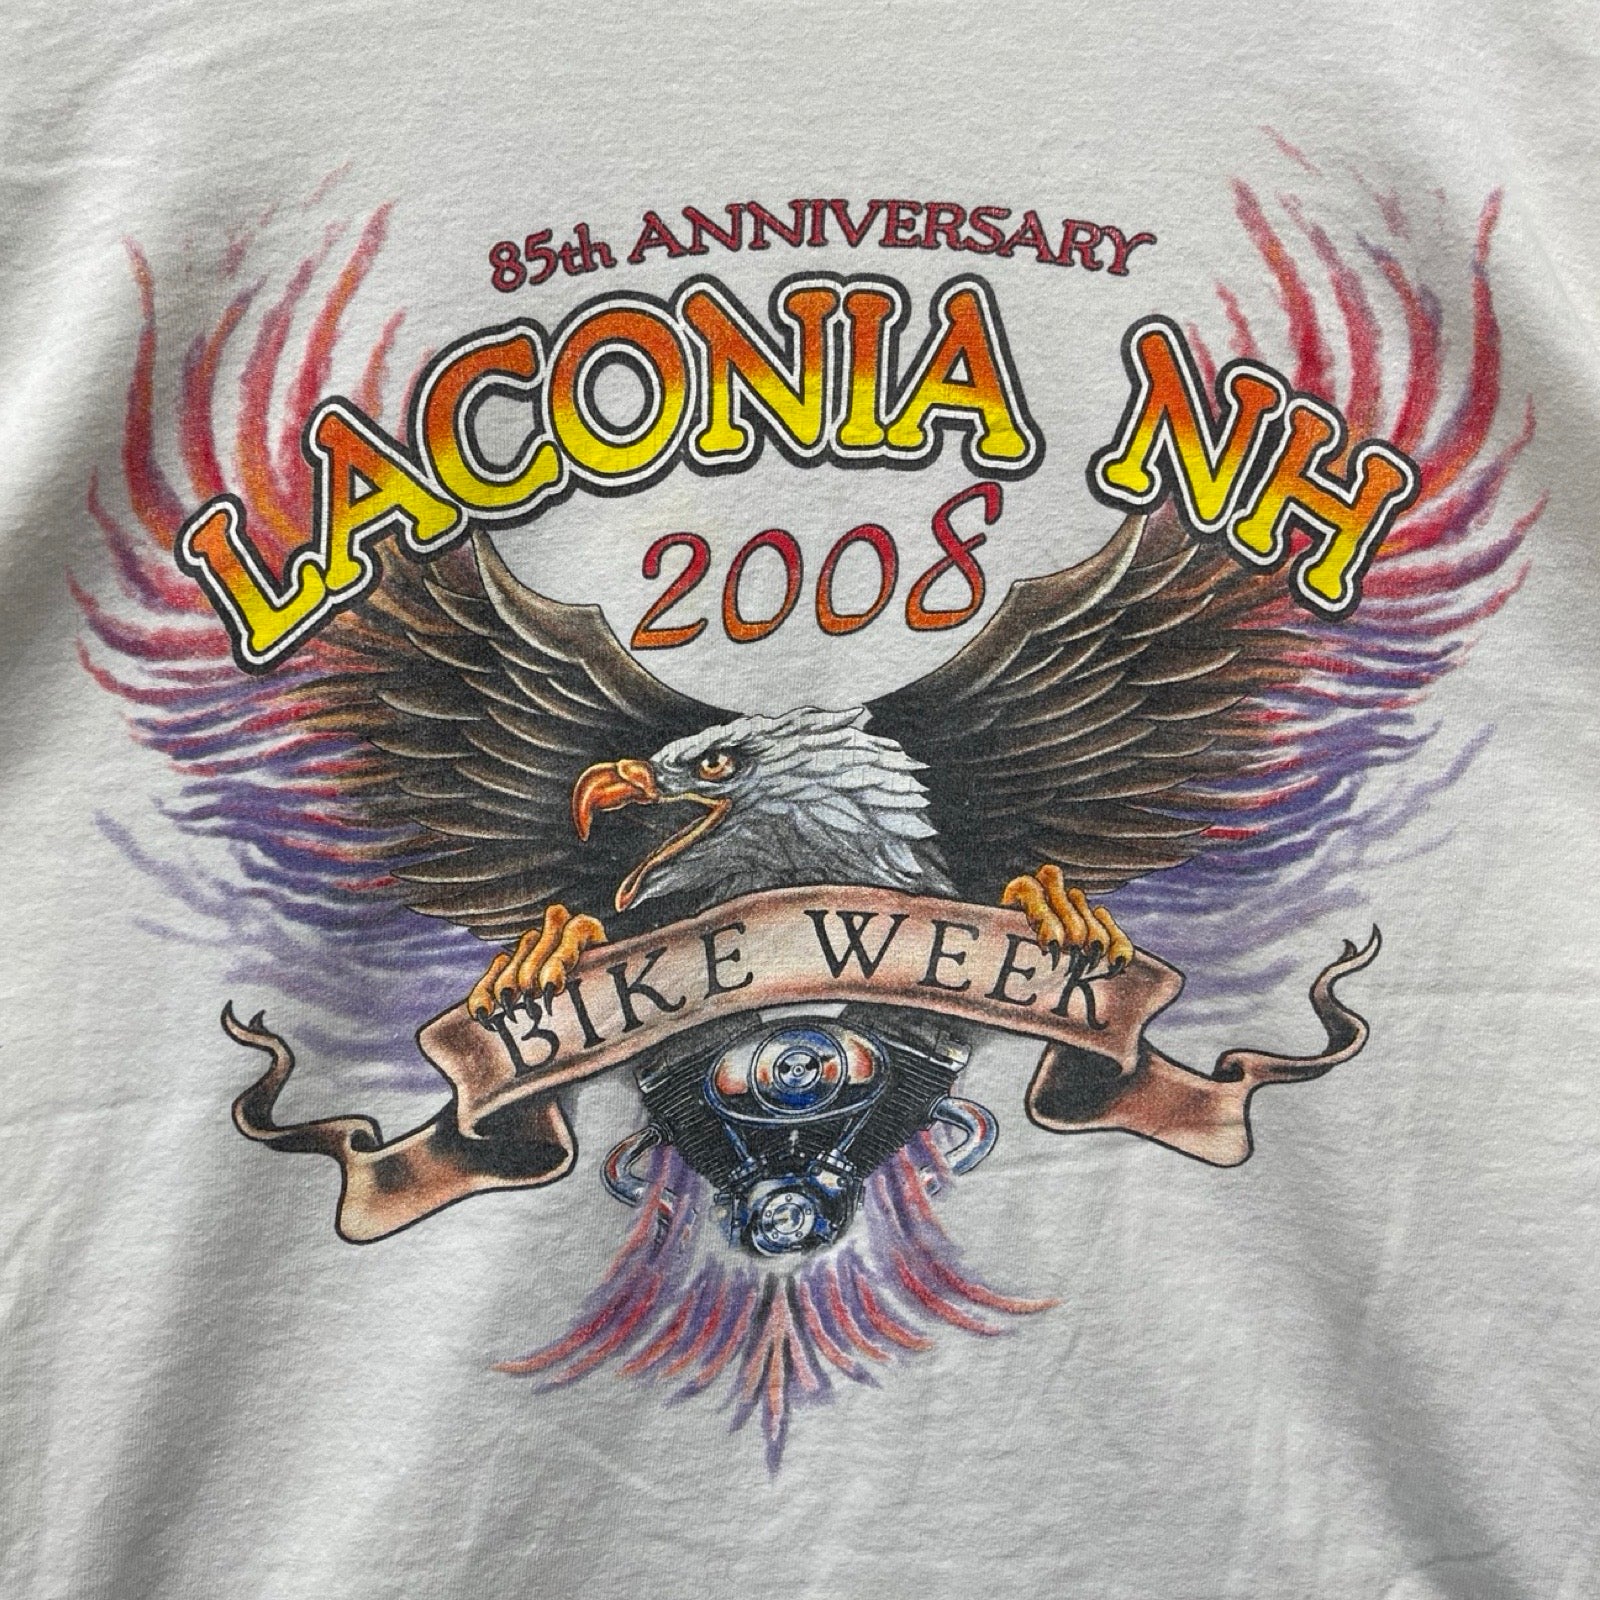 85th ANNIVERSARY
LACONIA NH
2008
BIKE WEEK